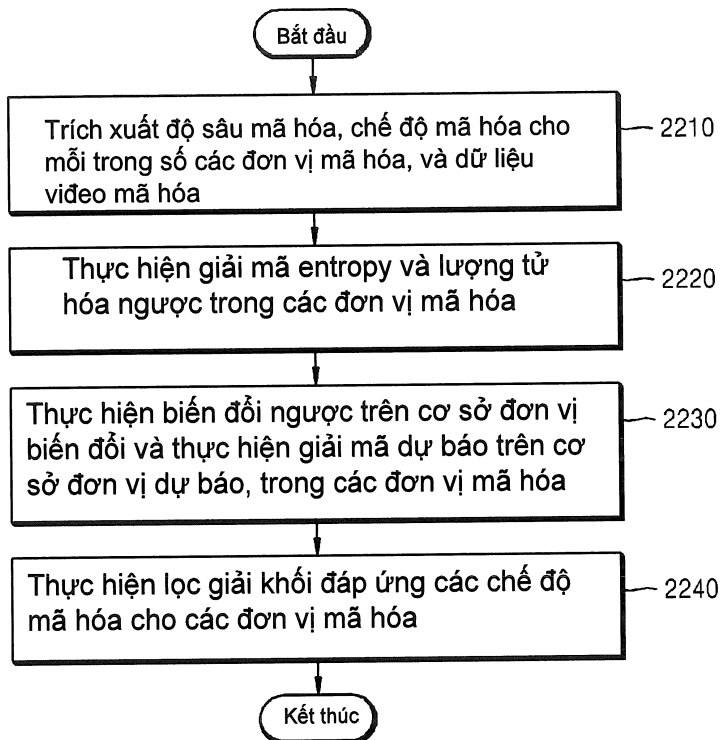 Bắt đầu
Trích xuất độ sâu mã hóa, chế độ mã hóa cho
mỗi trong số các đơn vị mã hóa, và dữ liệu
viđeo mã hóa
2210
Thực hiện giải mã entropy và lượng tử
hóa ngược trong các đơn vị mã hóa
2220
Thực hiện biến đổi ngược trên cơ sở đơn vị
biến đổi và thực hiện giải mã dự báo trên cơ
sở đơn vị dự báo, trong các đơn vị mã hóa
2230
Thực hiện lọc giải khối đáp ứng các chế độ
mã hóa cho các đơn vị mã hóa
2240
Kết thúc